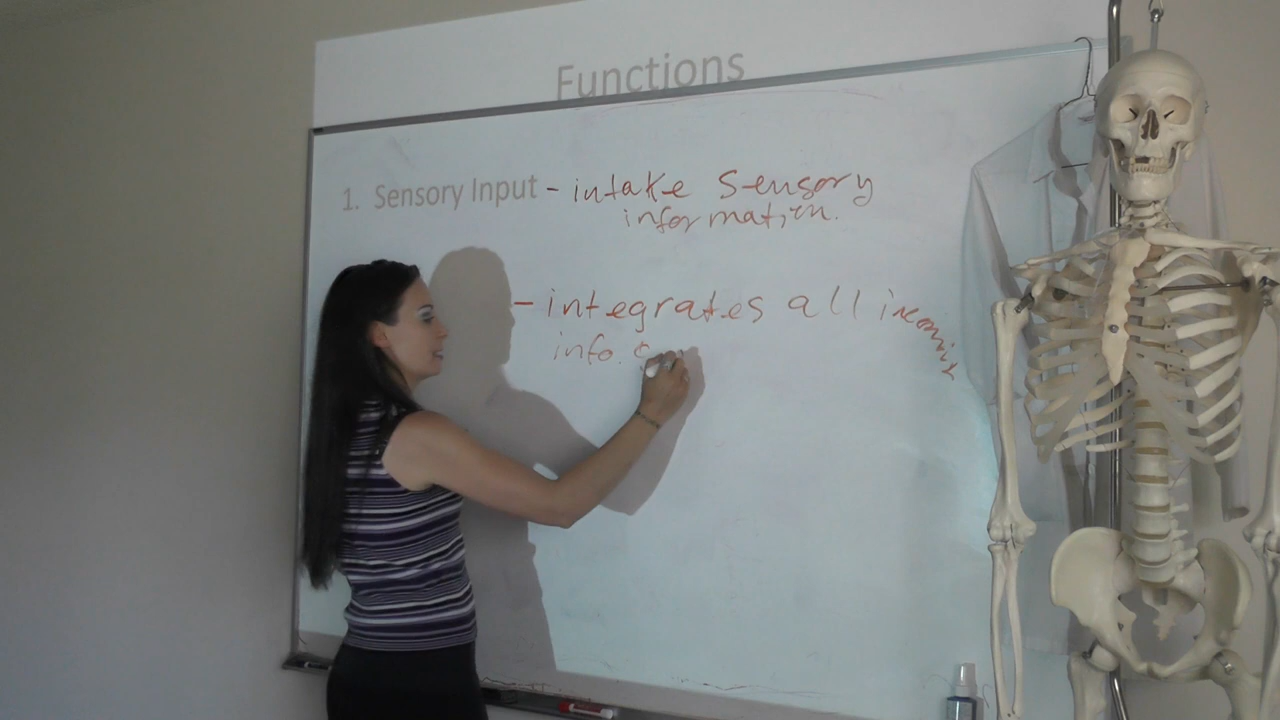 Functions
1. Sensory Input - intake Sensory
information.
- integrates all incoming
info. &